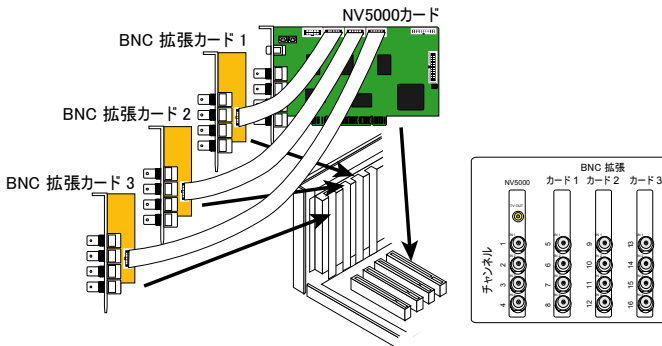 NV5000カード
BNC 拡張カード 1
BNC 拡張カード 2
BNC 拡張カード 3
BNC 拡張
NV5000 カード 1 カード 2 カード 3
TV OUT
チャンネル
1 5 9 13
2 6 10 14
3 7 11 15
4 8 12 16